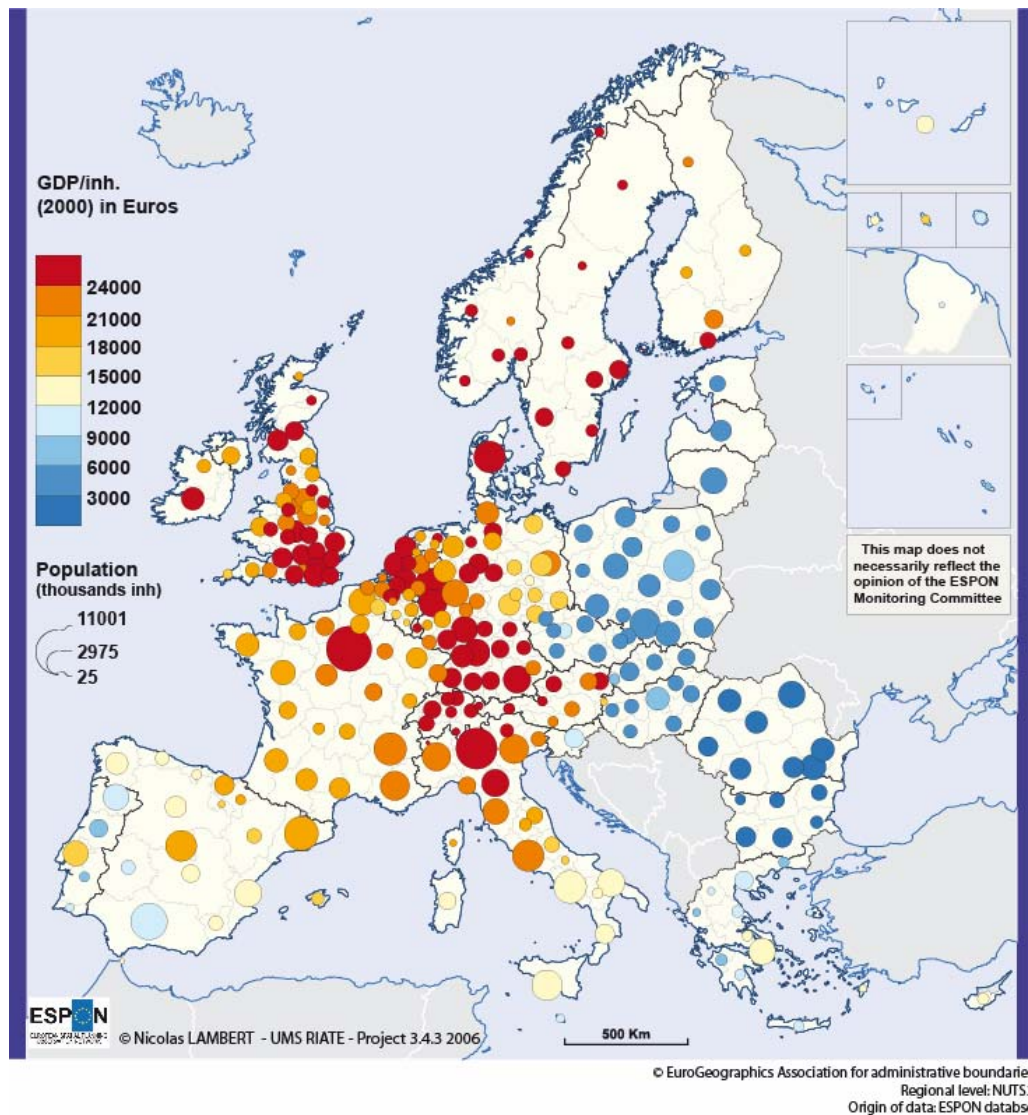 GDP/inh.
(2000) in Euros
24000
21000
18000
15000
12000
9000
6000
3000
Population
(thousands inh)
11001
2975
25
This map does not
necessarily reflect the
opinion of the ESPON
Monitoring Committee
ESPON
© Nicolas LAMBERT - UMS RIATE - Project 3.4.3 2006
500 Km
© EuroGeographics Association for administrative boundarie
Regional level: NUTS
Origin of data: ESPON databs